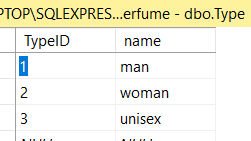 PTOP\SQLEXPRES...erfume - dbo.Type
TypeID name
1 man
2 woman
3 unisex